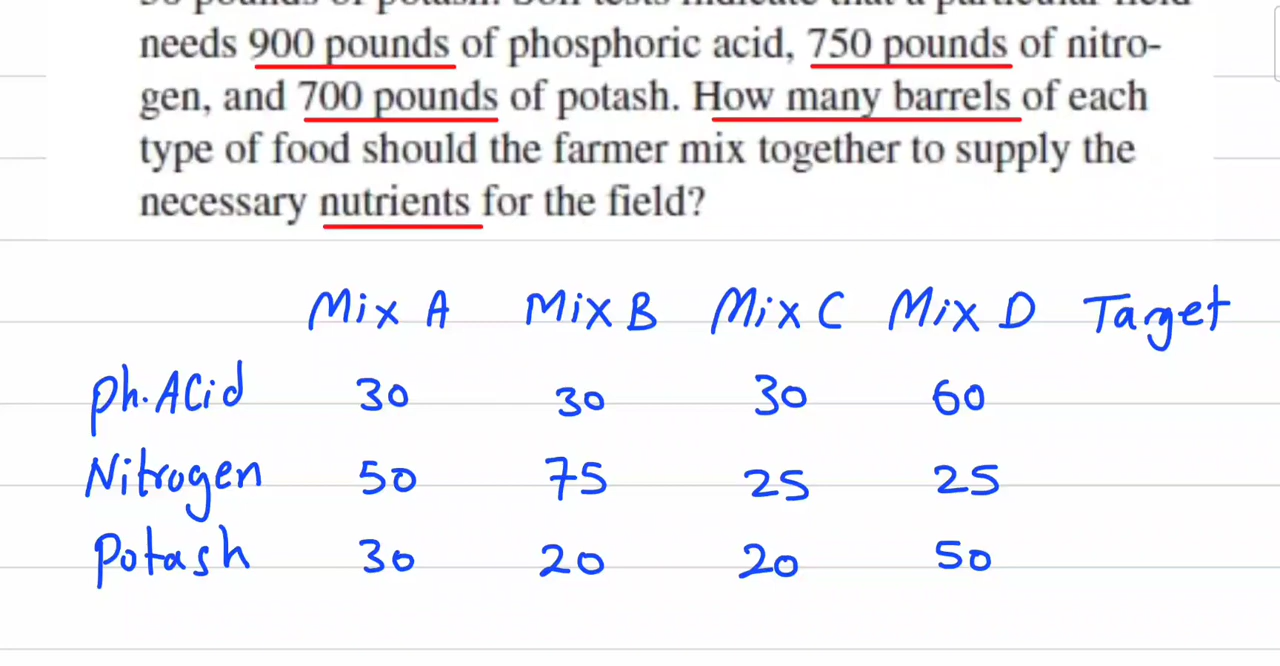 needs 900 pounds of phosphoric acid, 750 pounds of nitro-
gen, and 700 pounds of potash. How many barrels of each
type of food should the farmer mix together to supply the
necessary nutrients for the field?
Mix A Mix B Mix C Mix D Target
Ph.Acid 30 30 30 60
Nitrogen 50 75 25 25
Potash 30 20 20 50